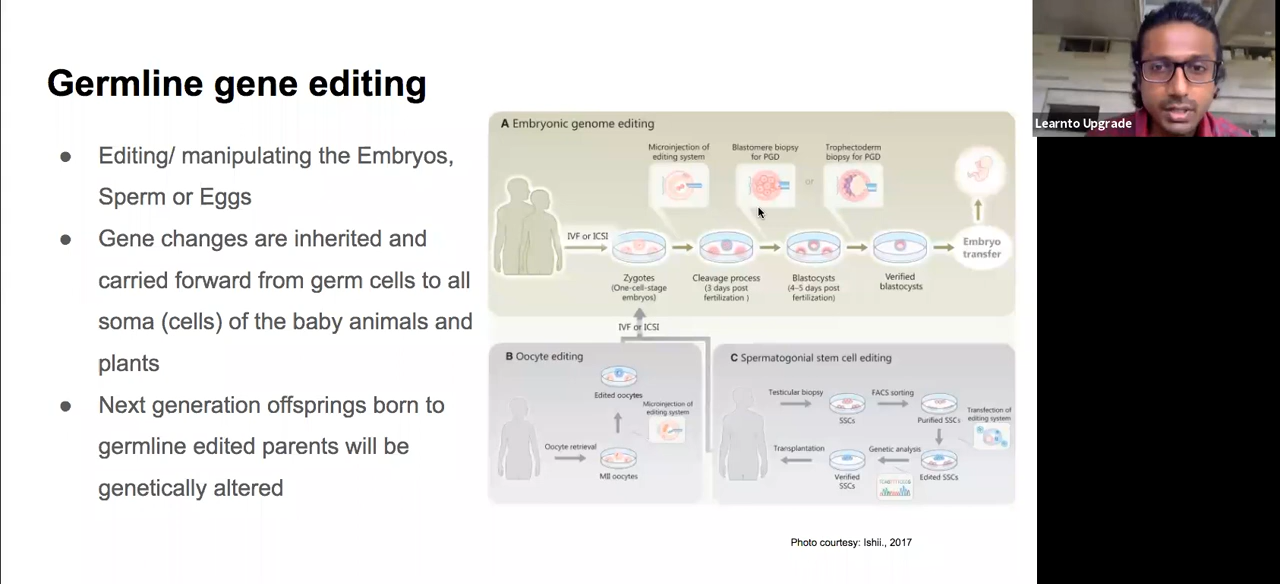 Germline gene editing
● Editing/ manipulating the Embryos,
Sperm or Eggs
● Gene changes are inherited and
carried forward from germ cells to all
soma (cells) of the baby animals and
plants
● Next generation offsprings born to
germline edited parents will be
genetically altered
A Embryonic genome editing
Microinjection of
editing system
Blastomere biopsy
for PGD
or
Trophectoderm
biopsy for PGD
IVF or ICSI
Zygotes
(One-cell-stage
embryos)
Cleavage process
(3 days post
fertilization )
Blastocysts
(4-5 days post
fertilization)
Verified
blastocysts
Embryo
transfer
IVF or ICSI
B Oocyte editing
Edited oocytes
Microinjection of
editing system
Oocyte retrieval
MII oocytes
C Spermatogonial stem cell editing
Testicular biopsy
SSCs
FACS sorting
Purified SSCs
Transfection of
editing system
Transplantation
Verified
SSCs
Genetic analysis
Edited SSCs
Photo courtesy: Ishii., 2017
Learnto Upgrade